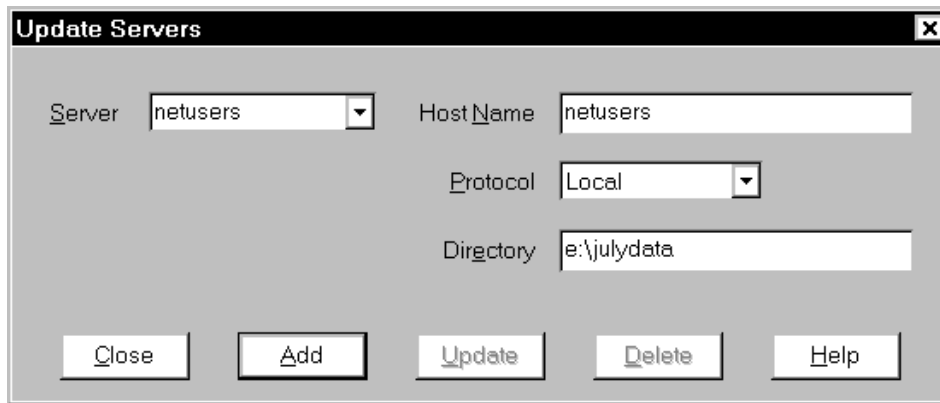 Update Servers
Server netusers Host Name netusers
Protocol Local
Directory e:\julydata
Close Add Update Delete Help